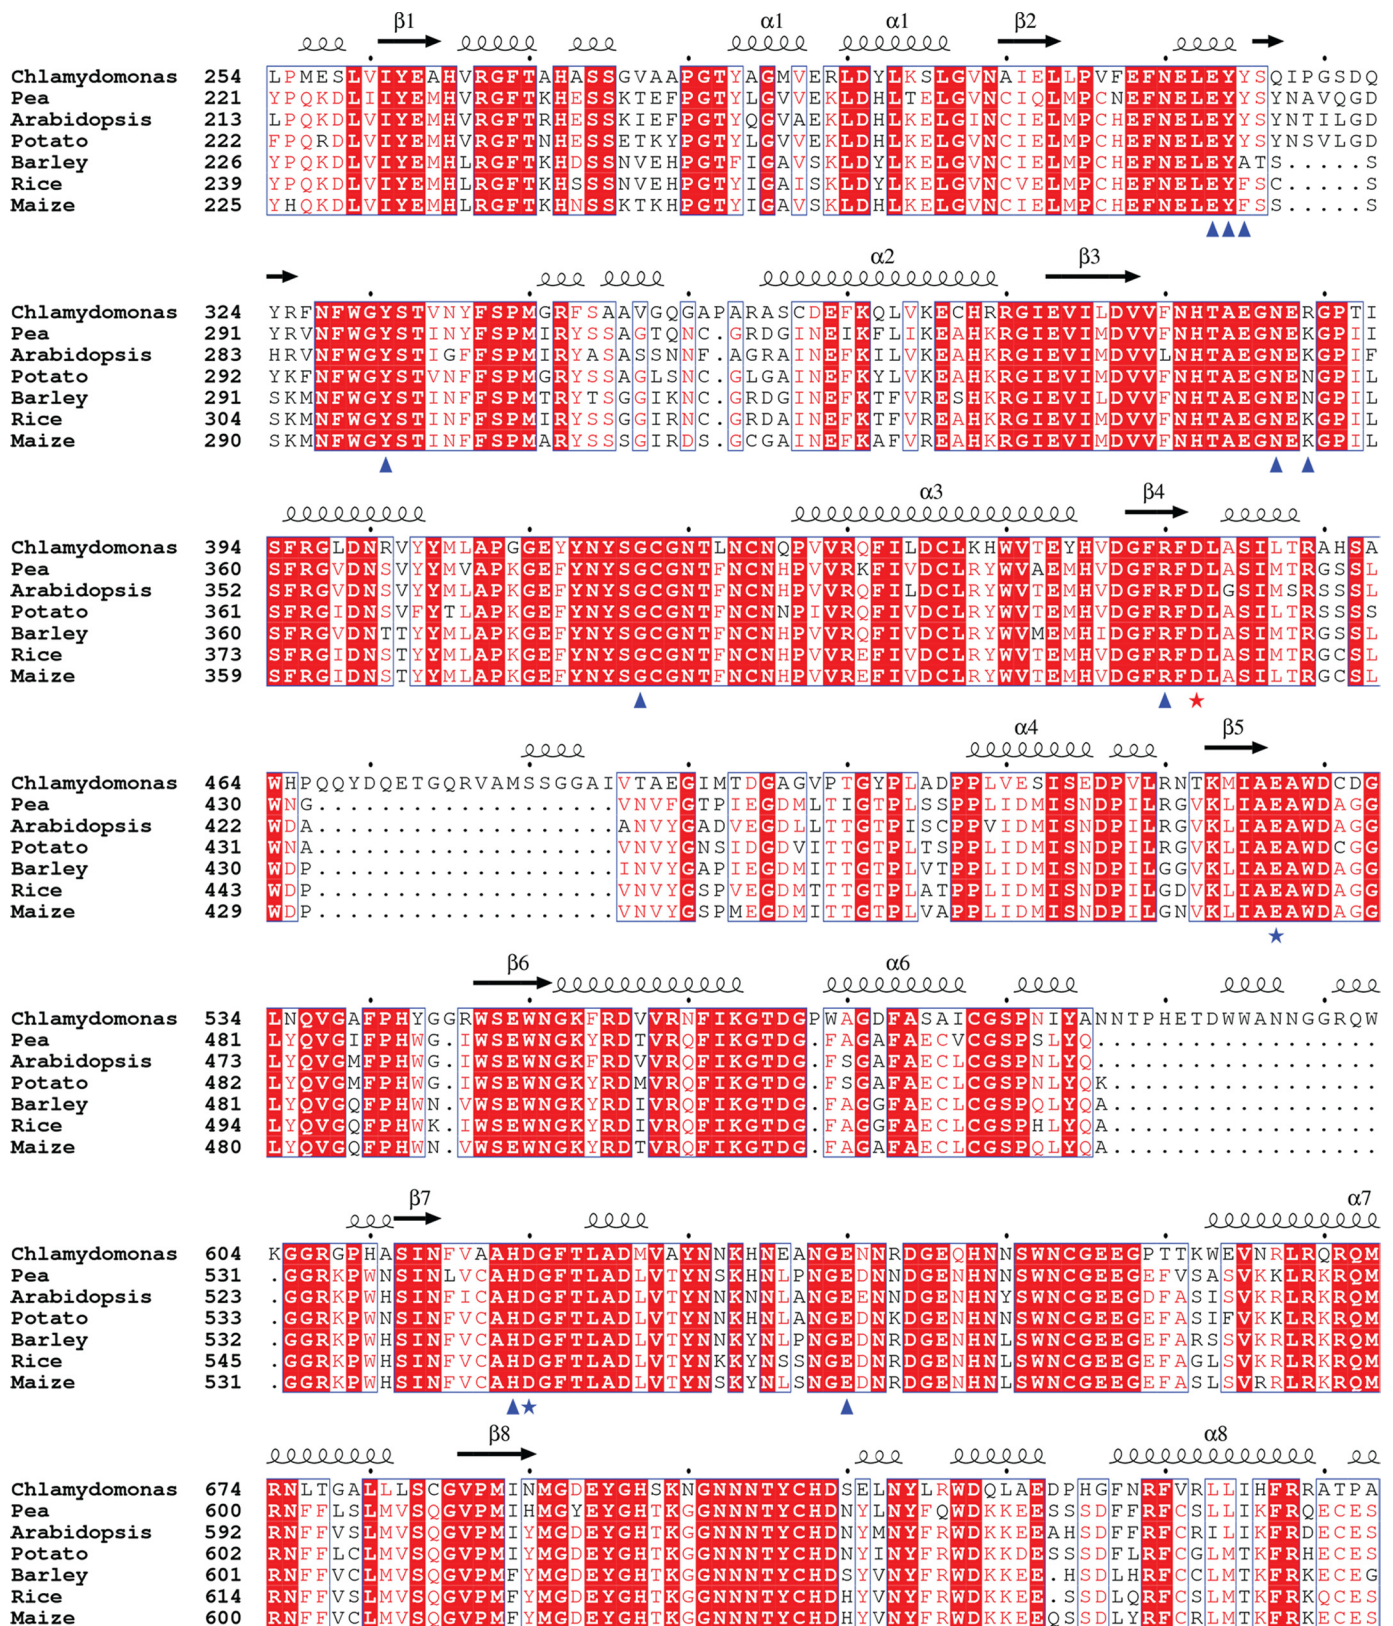 β1 α1 α1 β2
Chlamydomonas 254 LPMESLVIYEAHVRGFTAHASSGVAAPGTYAGMVERLDYLKSLGVNAIELLPVFEFNELEYYSQIPGSDQ
Pea 221 YPQKDLIIYEMHVRGFTKHESSKTEFPGTYLGVVEKLDHLTELGVNCIQLMPCNEFNELEYYSYNAVQGD
Arabidopsis 213 LPQKDLVIYEMHVRGFTRHESSKIEFPGTYQGVAEKLDHLKELGINCIELMPCHEFNELEYYSYNTILGD
Potato 222 FPQRDLVIYEMHVRGFTNHESSETKYPGTYLGVVEKLDHLKELGVNCIELMPCHEFNELEYYSYNSVLGD
Barley 226 YPQKDLVIYEMHLRGFTKHDSSNVEHPGTFIGAVSKLDYLKELGVNCIELMPCHEFNELEYATS.....S
Rice 239 YPQKDLVIYEMHLRGFTKHSSSNVEHPGTYIGAISKLDYLKELGVNCVELMPCHEFNELEYFSC.....S
Maize 225 YHQKDLVIYEMHLRGFTKHNSSKTKHPGTYIGAVSKLDHLKELGVNCIELMPCHEFNELEYFSS.....S
α2 β3
Chlamydomonas 324 YRFNFWGYSTVNYFSPMGRFSAAVGQGAPARASCDEFKQLVKECHRRGIEVILDVVFNHTAEGNERGPTI
Pea 291 YRVNFWGYSTINFFSPMIRYSSAGTQNC.GRDGINEIKFLIKEAHKRGIEVIMDVVFNHTAEGNEKGPII
Arabidopsis 283 HRVNFWGYSTIGFFSPMIRYASASSNNF.AGRAINEFKILVKEAHKRGIEVIMDVVLNHTAEGNEKGPIF
Potato 292 YKFNFWGYSTVNFFSPMGRYSSAGLSNC.GLGAINEFKYLVKEAHKRGIEVIMDVVFNHTAEGNENGPIL
Barley 291 SKMNFWGYSTINFFSPMTRYTSGGIKNC.GRDGINEFKTFVRESHKRGIEVIMDVVFNHTAEGNENGPIL
Rice 304 SKMNFWGYSTINFFSPMIRYSSGGIRNC.GRDAINEFKTFVREAHKRGIEVIMDVVFNHTAEGNEKGPIL
Maize 290 SKMNFWGYSTINFFSPMARYSSSGIRDS.GCGAINEFKAFVREAHKRGIEVIMDVVFNHTAEGNEKGPIL
α3 β4
Chlamydomonas 394 SFRGLDNRVYYMLAPGGEYYNYSGCGNTLNCNQPVVRQFILDCLKHWVTEYHVDGFRFDLASILTRAHSA
Pea 360 SFRGVDNSVYYMVAPKGEFYNYSGCGNTFNCNHPVVRKFIVDCLRYWVAEMHVDGFRFDLASIMTRGSSL
Arabidopsis 352 SFRGVDNSVYYMLAPKGEFYNYSGCGNTFNCNHPVVRQFILDCLRYWVTEMHVDGFRFDLGSIMSRSSSL
Potato 361 SFRGIDNSVFYTLAPKGEFYNYSGCGNTFNCNNPIVRQFIVDCLRYWVTEMHVDGFRFDLASILTRSSSS
Barley 360 SFRGVDNTTYYMLAPKGEFYNYSGCGNTFNCNHPVVRQFIVDCLRYWVMEMHIDGFRFDLASIMTRGSSL
Rice 373 SFRGIDNSTYYMLAPKGEFYNYSGCGNTFNCNHPVVREFIVDCLRYWVTEMHVDGFRFDLASIMTRGCSL
Maize 359 SFRGIDNSTYYMLAPKGEFYNYSGCGNTFNCNHPVVREFIVDCLRYWVTEMHVDGFRFDLASILTRGCSL
α4 β5
Chlamydomonas 464 WHPQQYDQETGQRVAMSSGGAIVTAEGIMTDGAGVPTGYPLADPPLVESISEDPVLRNTKMIAEAWDCDG
Pea 430 WNG...................VNVFGTPIEGDMLTIGTPLSSPPLIDMISNDPILRGVKLIAEAWDAGG
Arabidopsis 422 WDA...................ANVYGADVEGDLLTTGTPISCPPVIDMISNDPILRGVKLIAEAWDAGG
Potato 431 WNA...................VNVYGNSIDGDVITTGTPLTSPPLIDMISNDPILRGVKLIAEAWDCGG
Barley 430 WDP...................INVYGAPIEGDMITTGTPLVTPPLIDMISNDPILGGVKLIAEAWDAGG
Rice 443 WDP...................VNVYGSPVEGDMTTTGTPLATPPLIDMISNDPILGDVKLIAEAWDAGG
Maize 429 WDP...................VNVYGSPMEGDMITTGTPLVAPPLIDMISNDPILGNVKLIAEAWDAGG
β6 α6
Chlamydomonas 534 LNQVGAFPHYGGRWSEWNGKFRDVVRNFIKGTDGPWAGDFASAICGSPNIYANNTPHETDWWANNGGRQW
Pea 481 LYQVGIFPHWG.IWSEWNGKYRDTVRQFIKGTDG.FAGAFAECVCGSPSLYQ..................
Arabidopsis 473 LYQVGMFPHWG.IWSEWNGKFRDVVRQFIKGTDG.FSGAFAECLCGSPNLYQ..................
Potato 482 LYQVGMFPHWG.IWSEWNGKYRDMVRQFIKGTDG.FSGAFAECLCGSPNLYQK.................
Barley 481 LYQVGQFPHWN.VWSEWNGKYRDIVRQFIKGTDG.FAGGFAECLCGSPQLYQA.................
Rice 494 LYQVGQFPHWK.IWSEWNGKYRDIVRQFIKGTDG.FAGGFAECLCGSPHLYQA.................
Maize 480 LYQVGQFPHWN.VWSEWNGKYRDTVRQFIKGTDG.FAGAFAECLCGSPQLYQA.................
β7 α7
Chlamydomonas 604 KGGRGPHASINFVAAHDGFTLADMVAYNNKHNEANGENNRDGEQHNNSWNCGEEGPTTKWEVNRLRQRQM
Pea 531 .GGRKPWNSINLVCAHDGFTLADLVTYNSKHNLPNGEDNNDGENHNNSWNCGEEGEFVSASVKKLRKRQM
Arabidopsis 523 .GGRKPWHSINFICAHDGFTLADLVTYNNKNNLANGEENNDGENHNYSWNCGEEGDFASISVKRLRKRQM
Potato 533 .GGRKPWNSINFVCAHDGFTLADLVTYNNKHNLANGEDNKDGENHNNSWNCGEEGEFASIFVKKLRKRQM
Barley 532 .GGRKPWHSINFVCAHDGFTLADLVTYNNKYNLPNGEDNRDGENHNLSWNCGEEGEFARSSVKRLRKRQM
Rice 545 .GGRKPWHSINFVCAHDGFTLADLVTYNKKYNSSNGEDNRDGENHNLSWNCGEEGEFAGLSVKRLRKRQM
Maize 531 .GGRKPWHSINFVCAHDGFTLADLVTYNSKYNLSNGEDNRDGENHNLSWNCGEEGEFASLSVRRLRKRQM
β8 α8
Chlamydomonas 674 RNLTGALLLSCGVPMINMGDEYGHSKNGNNNTYCHDSELNYLRWDQLAEDPHGFNRFVRLLIHFRRATPA
Pea 600 RNFFLSLMVSQGVPMIHMGYEYGHTKGGNNNTYCHDNYLNYFQWDKKEESSSDFFRFCSLLIKFRDECES
Arabidopsis 592 RNFFVSLMVSQGVPMIYMGDEYGHTKGGNNNTYCHDNYMNYFRWDKKEEAHSDFFRFCRILIKFRDECES
Potato 602 RNFFLCLMVSQGVPMIYMGDEYGHTKGGNNNTYCHDNYINYFRWDKKDESSSDFLRFCGLMTKFRHECES
Barley 601 RNFFVCLMVSQGVPMFYMGDEYGHTKGGNNNTYCHDSYVNYFRWDKKEE.HSDLHRFCCLMTKFRKECEG
Rice 614 RNFFVSLMVSQGVPMFYMGDEYGHTKGGNNNTYCHDHYVNYFRWDKKEE.SSDLQRFCSLMTKFRKQCES
Maize 600 RNFFVCLMVSQGVPMFYMGDEYGHTKGGNNNTYCHDHYVNYFRWDKKEEQSSDLYRFCRLMTKFRKECES